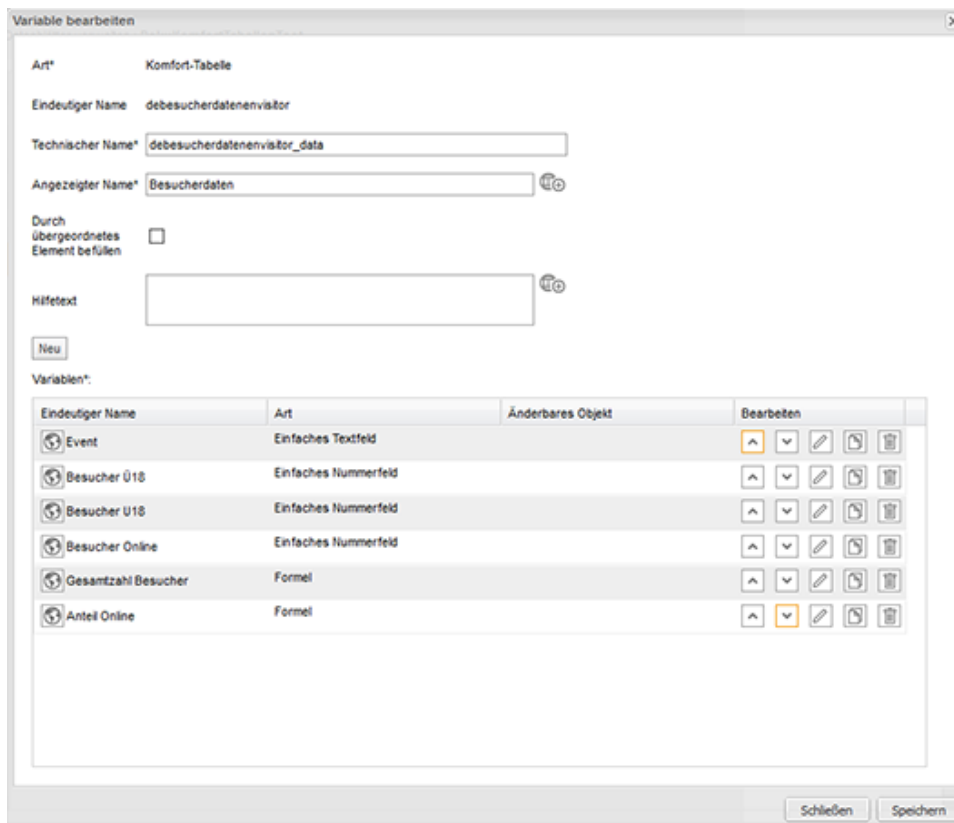 Variable bearbeiten
Art* Komfort-Tabelle
Eindeutiger Name debesucherdatenenvisitor
Technischer Name* debesucherdatenenvisitor_data
Angezeigter Name* Besucherdaten
Durch
übergeordnetes
Element befüllen
Hilfetext
Neu
Variablen*:
Eindeutiger Name Art Änderbares Objekt Bearbeiten
Event Einfaches Textfeld
Besucher Ü18 Einfaches Nummerfeld
Besucher U18 Einfaches Nummerfeld
Besucher Online Einfaches Nummerfeld
Gesamtzahl Besucher Formel
Anteil Online Formel
Schließen Speichern